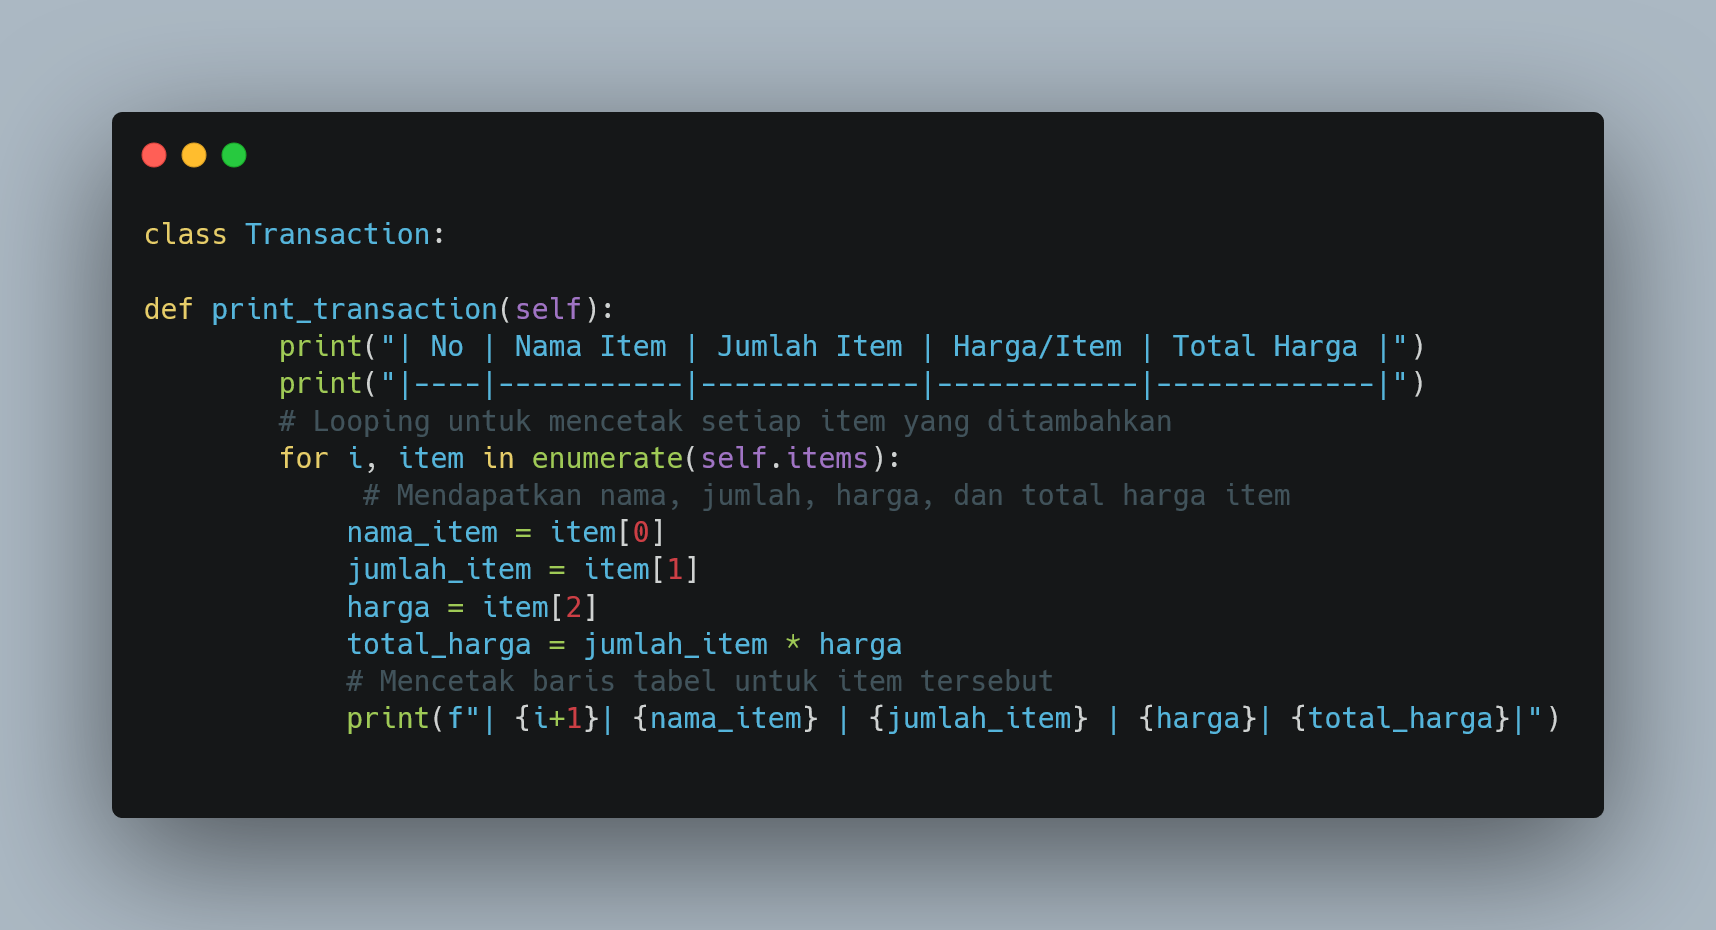 class Transaction:
def print_transaction(self):
        print("| No | Nama Item | Jumlah Item | Harga/Item | Total Harga |")
        print("|----|-----------|-------------|------------|-------------|")
        # Looping untuk mencetak setiap item yang ditambahkan
        for i, item in enumerate(self.items):
             # Mendapatkan nama, jumlah, harga, dan total harga item
            nama_item = item[0]
            jumlah_item = item[1]
            harga = item[2]
            total_harga = jumlah_item * harga
            # Mencetak baris tabel untuk item tersebut
            print(f"| {i+1}| {nama_item} | {jumlah_item} | {harga}| {total_harga}|")